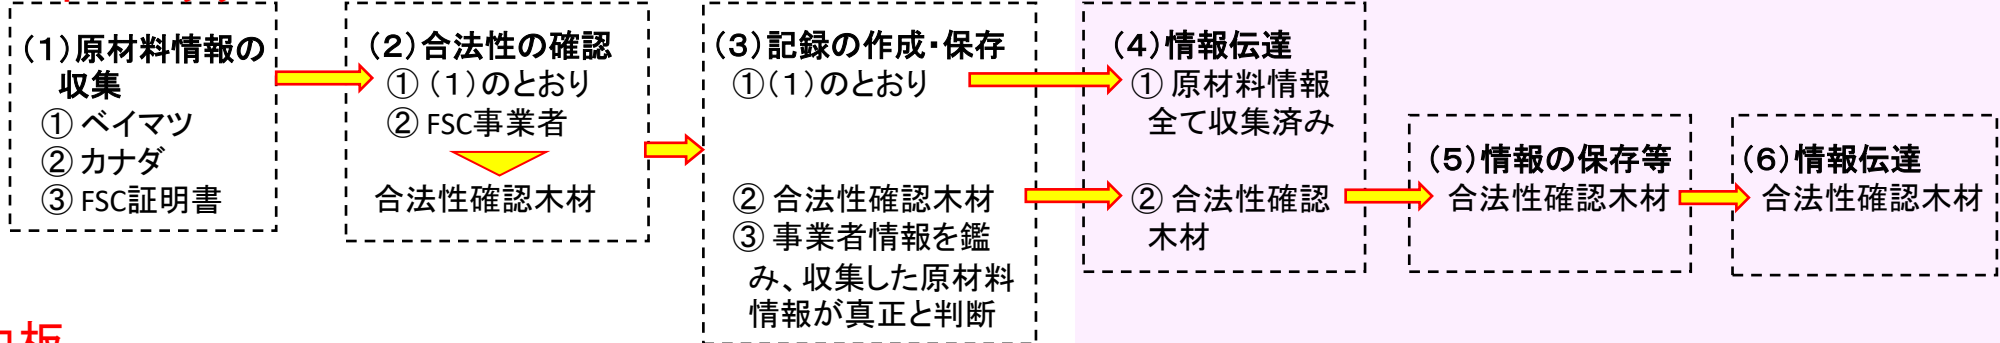 (1)原材料情報の
収集
① ベイマツ
② カナダ
③ FSC証明書
(2)合法性の確認
① (1)のとおり
② FSC事業者
合法性確認木材
(3)記録の作成・保存
①(1)のとおり
② 合法性確認木材
③ 事業者情報を鑑
み、収集した原材料
情報が真正と判断
(4)情報伝達
① 原材料情報
全て収集済み
② 合法性確認
木材
(5)情報の保存等
合法性確認木材
(6)情報伝達
合法性確認木材